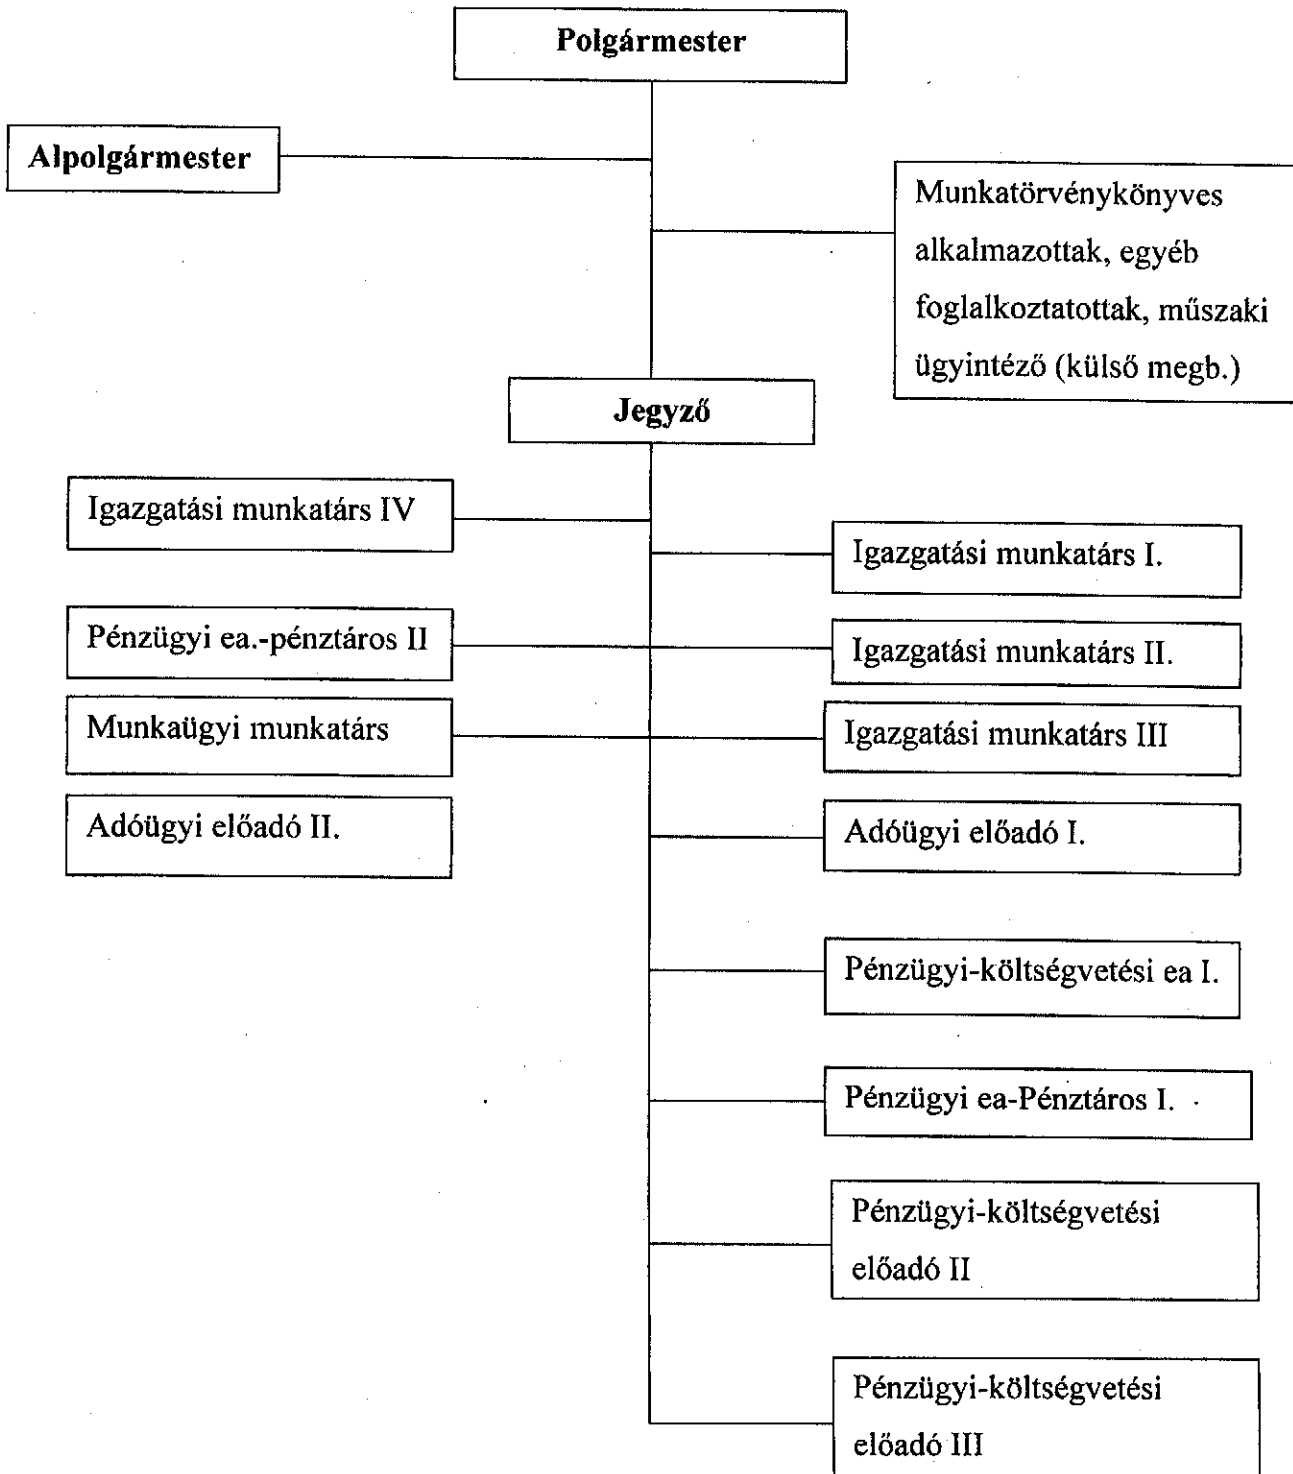 Polgármester
Alpolgármester
Munkatörvénykönyves
alkalmazottak, egyéb
foglalkoztatottak, műszaki
ügyintéző (külső megb.)
Jegyző
Igazgatási munkatárs IV
Igazgatási munkatárs I.
Pénzügyi ea.-pénztáros II
Igazgatási munkatárs II.
Munkaügyi munkatárs
Igazgatási munkatárs III
Adóügyi előadó II.
Adóügyi előadó I.
Pénzügyi-költségvetési ea I.
Pénzügyi ea-Pénztáros I.
Pénzügyi-költségvetési
előadó II
Pénzügyi-költségvetési
előadó III